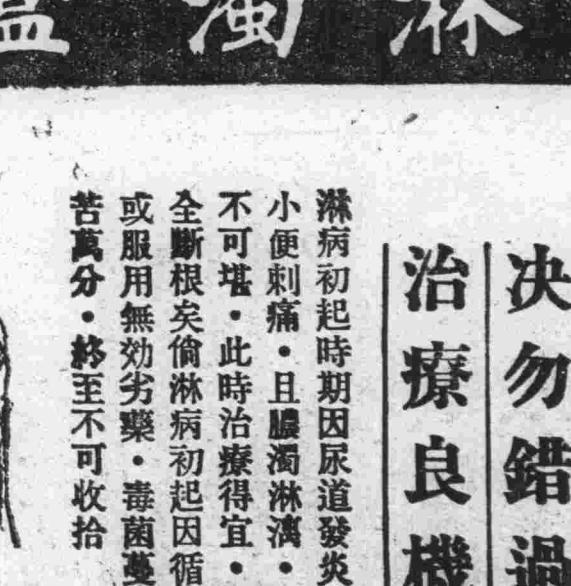 淋濁
决勿錯過
治療良機
淋病初起時期因尿道發炎
小便刺痛・且膿濁淋漓・
不可堪・此時治療得宜・
全斷根矣倘淋病初起因循
或服用無効劣藥・毒菌蔓
苦萬分・終至不可收拾